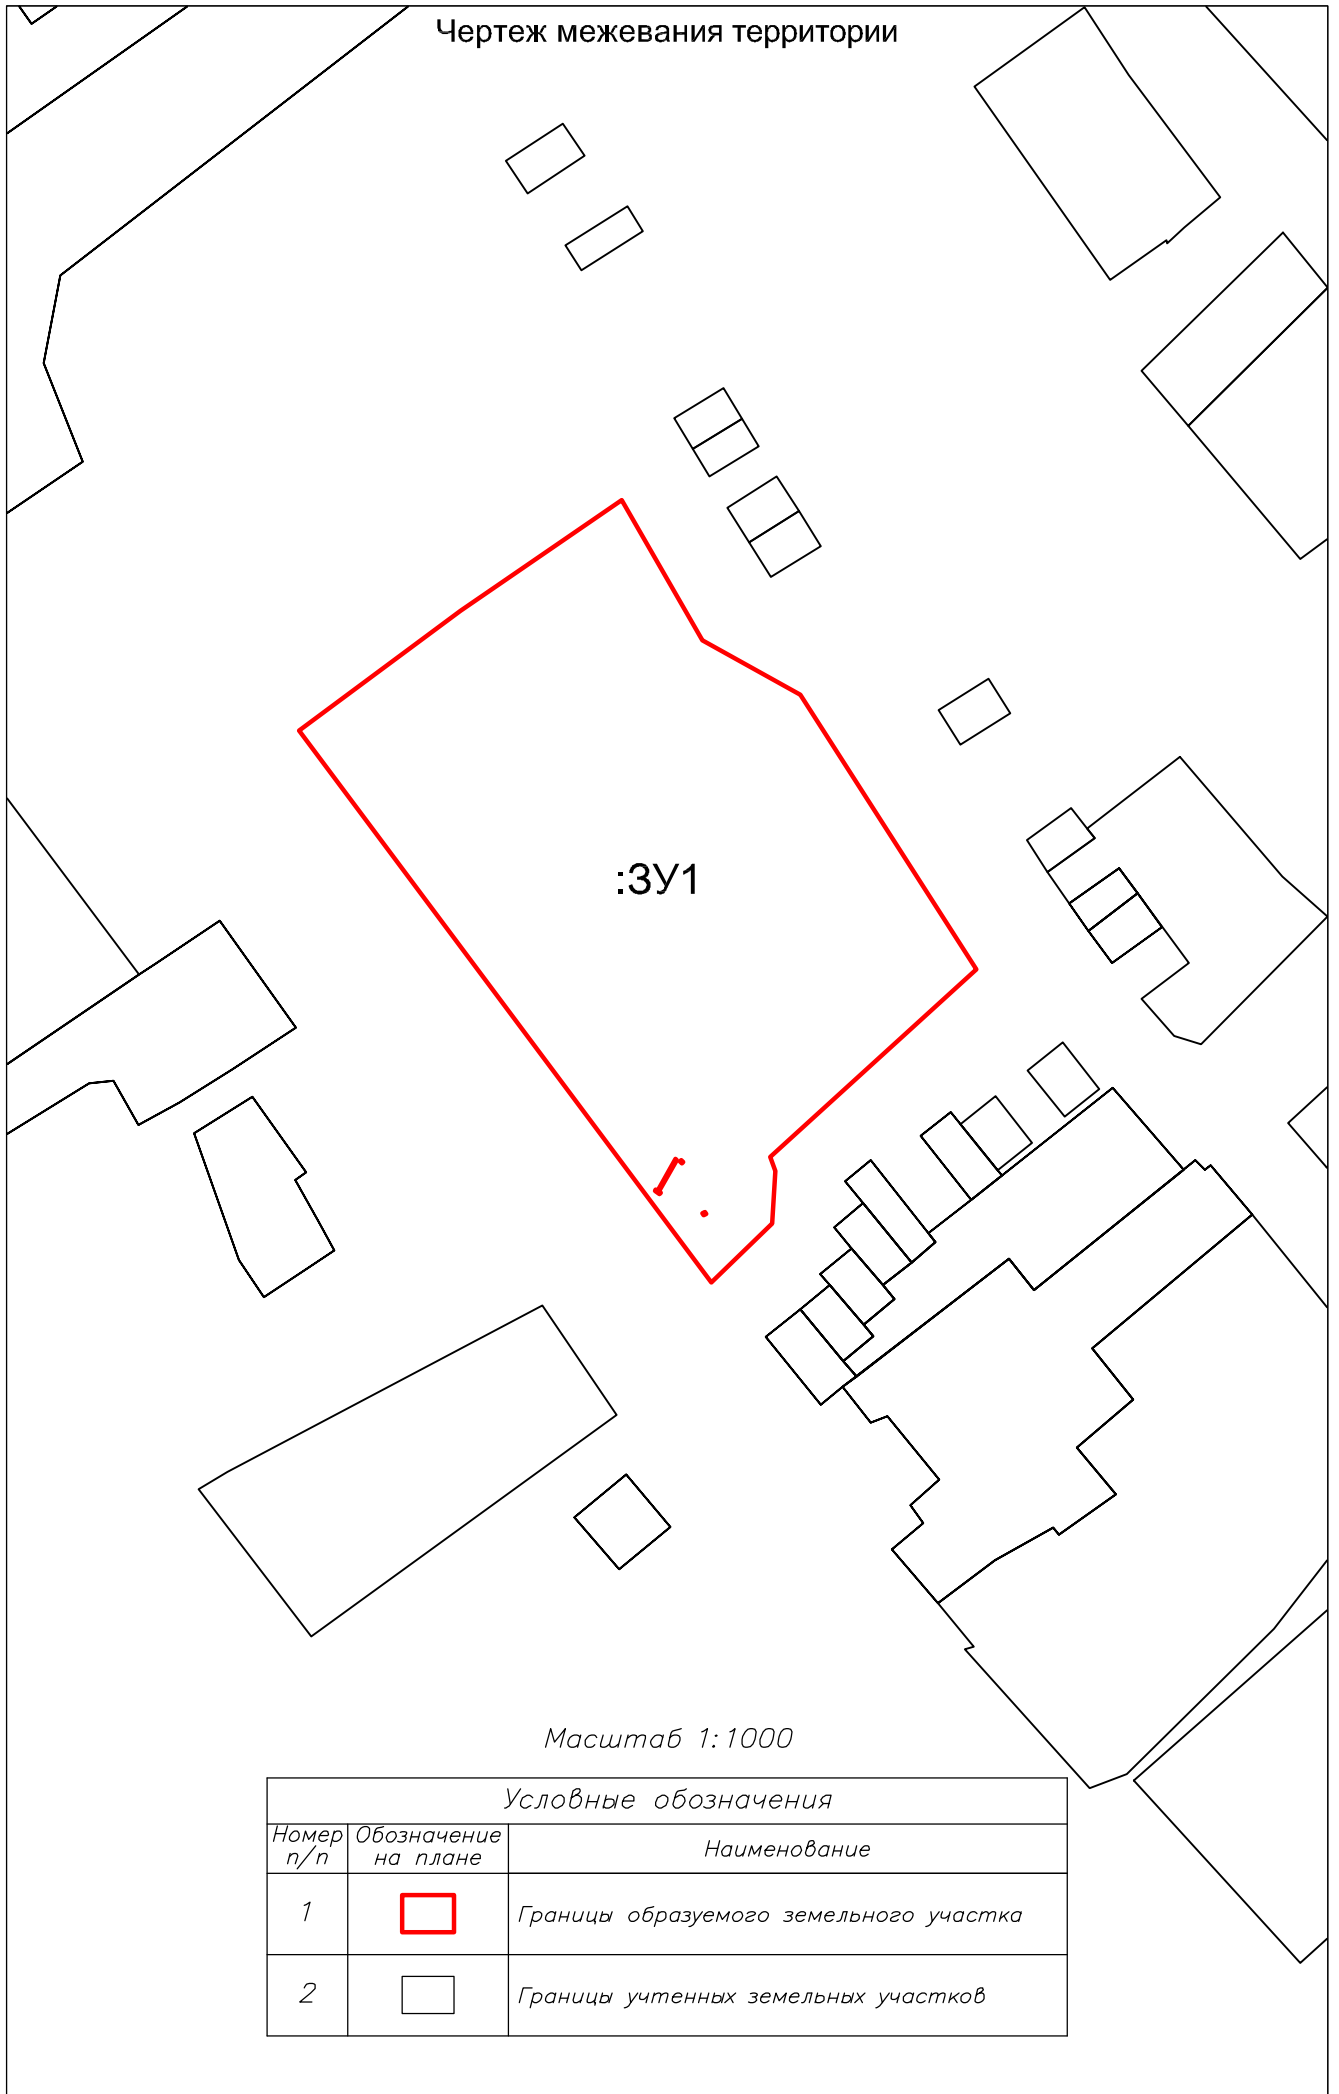 Чертеж межевания территории
:ЗУ1
Масштаб 1:1000
Условные обозначения
Номер п/п
Обозначение на плане
Наименование
1
Границы образуемого земельного участка
2
Границы учтенных земельных участков